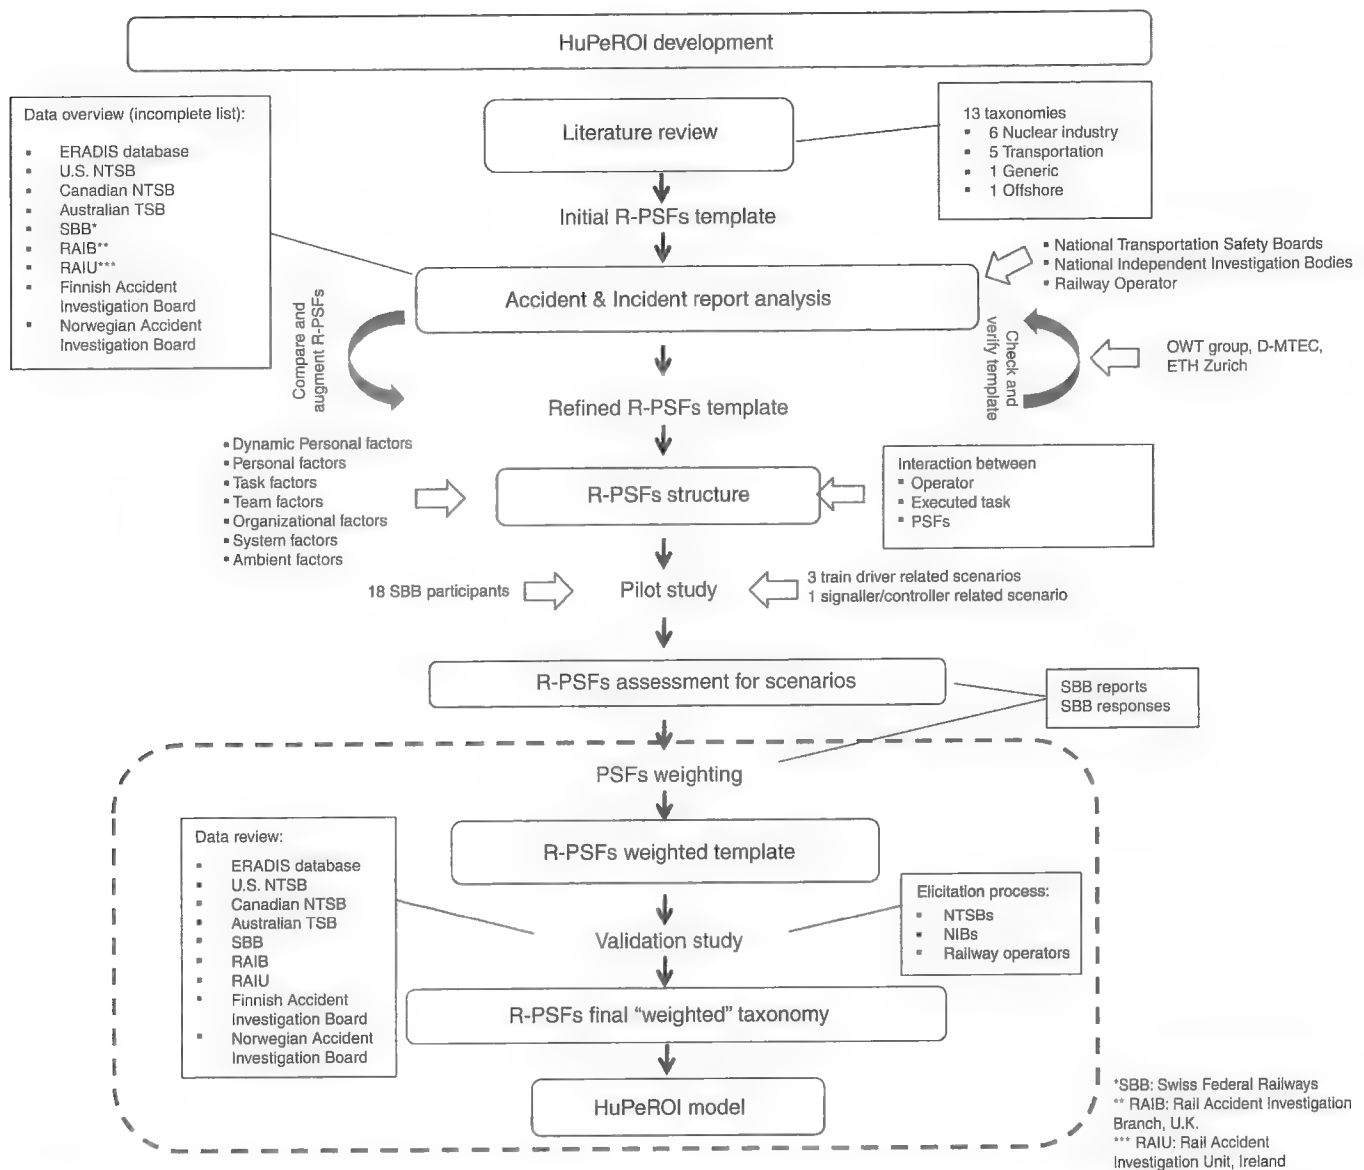 HuPeROI development
Data overview (incomplete list):
▪ ERADIS database
▪ U.S. NTSB
▪ Canadian NTSB
▪ Australian TSB
▪ SBB*
▪ RAIB**
▪ RAIU***
▪ Finnish Accident
Investigation Board
▪ Norwegian Accident
Investigation Board
Literature review
13 taxonomies
▪ 6 Nuclear industry
▪ 5 Transportation
▪ 1 Generic
▪ 1 Offshore
Initial R-PSFs template
Accident & Incident report analysis
▪ National Transportation Safety Boards
▪ National Independent Investigation Bodies
▪ Railway Operator
Compare and
augment R-PSFs
Check and
verify template
OWT group, D-MTEC,
ETH Zurich
Refined R-PSFs template
▪ Dynamic Personal factors
▪ Personal factors
▪ Task factors
▪ Team factors
▪ Organizational factors
▪ System factors
▪ Ambient factors
R-PSFs structure
Interaction between
▪ Operator
▪ Executed task
▪ PSFs
18 SBB participants
Pilot study
3 train driver related scenarios
1 signaller/controller related scenario
R-PSFs assessment for scenarios
SBB reports
SBB responses
PSFs weighting
Data review:
▪ ERADIS database
▪ U.S. NTSB
▪ Canadian NTSB
▪ Australian TSB
▪ SBB
▪ RAIB
▪ RAIU
▪ Finnish Accident
Investigation Board
▪ Norwegian Accident
Investigation Board
R-PSFs weighted template
Elicitation process:
▪ NTSBs
▪ NIBs
▪ Railway operators
Validation study
R-PSFs final “weighted” taxonomy
HuPeROI model
*SBB: Swiss Federal Railways
** RAIB: Rail Accident Investigation
Branch, U.K.
*** RAIU: Rail Accident
Investigation Unit, Ireland